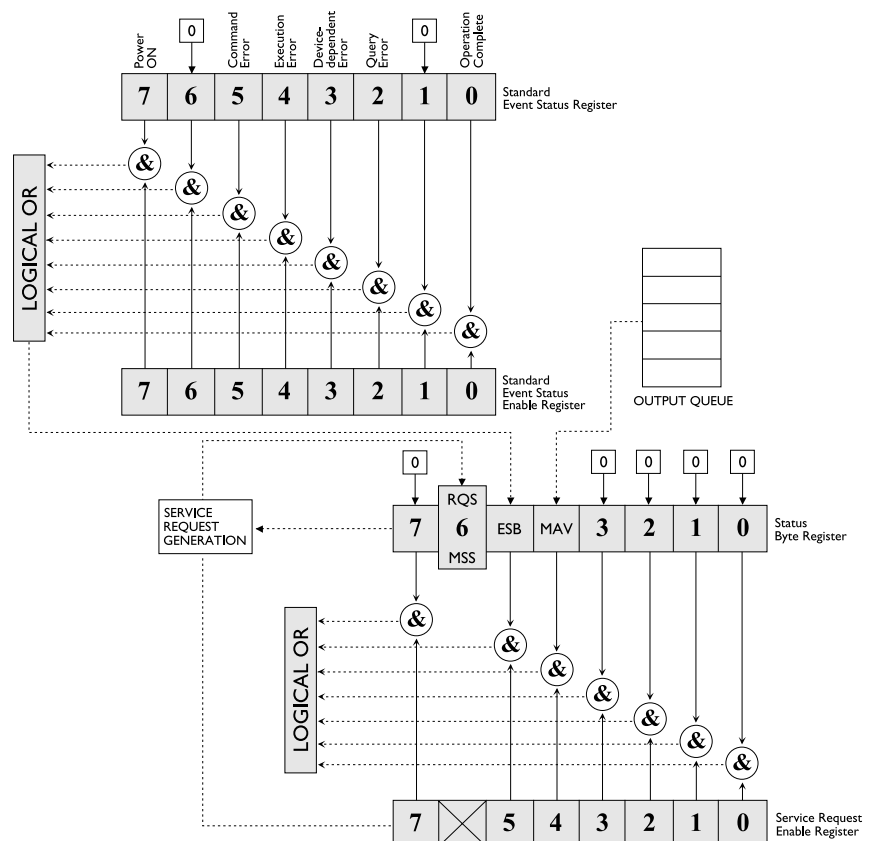 Power
ON
0
Command
Error
Execution
Error
Device-
dependent
Error
Query
Error
0
Operation
Complete
7 6 5 4 3 2 1 0
Standard
Event Status Register
LOGICAL OR
&
&
&
&
&
&
&
&
7 6 5 4 3 2 1 0
Standard
Event Status
Enable Register
OUTPUT QUEUE
0 0 0 0 0
SERVICE
REQUEST
GENERATION
RQS
7 6 ESB MAV 3 2 1 0
MSS
Status
Byte Register
LOGICAL OR
&
&
&
&
&
&
&
7 5 4 3 2 1 0
Service Request
Enable Register